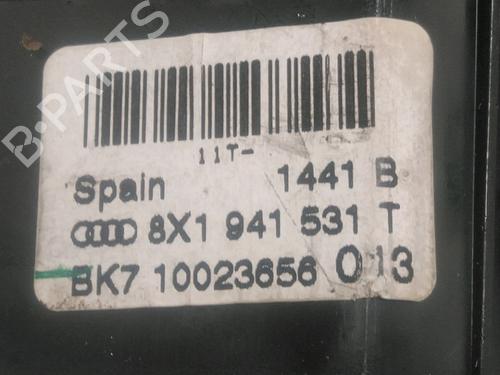 B-PARTS
11T-
Spain 1441 B
8X1 941 531 T
BK7 10023656 013